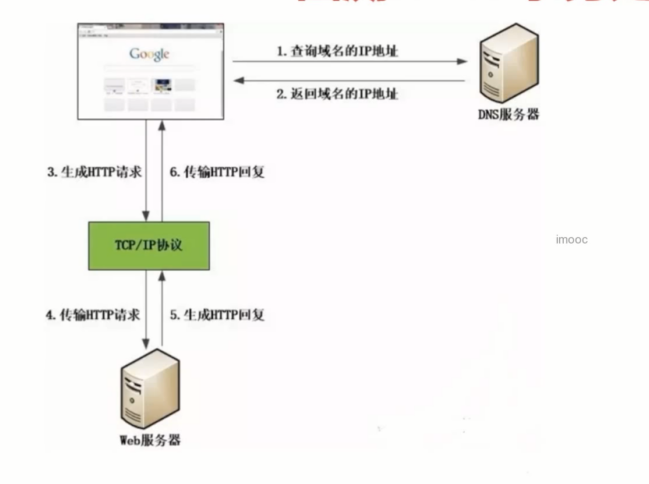 Google
1.查询域名的IP地址
2.返回域名的IP地址
DNS服务器
3.生成HTTP请求
6.传输HTTP回复
TCP/IP协议
imooc
4.传输HTTP请求
5.生成HTTP回复
Web服务器